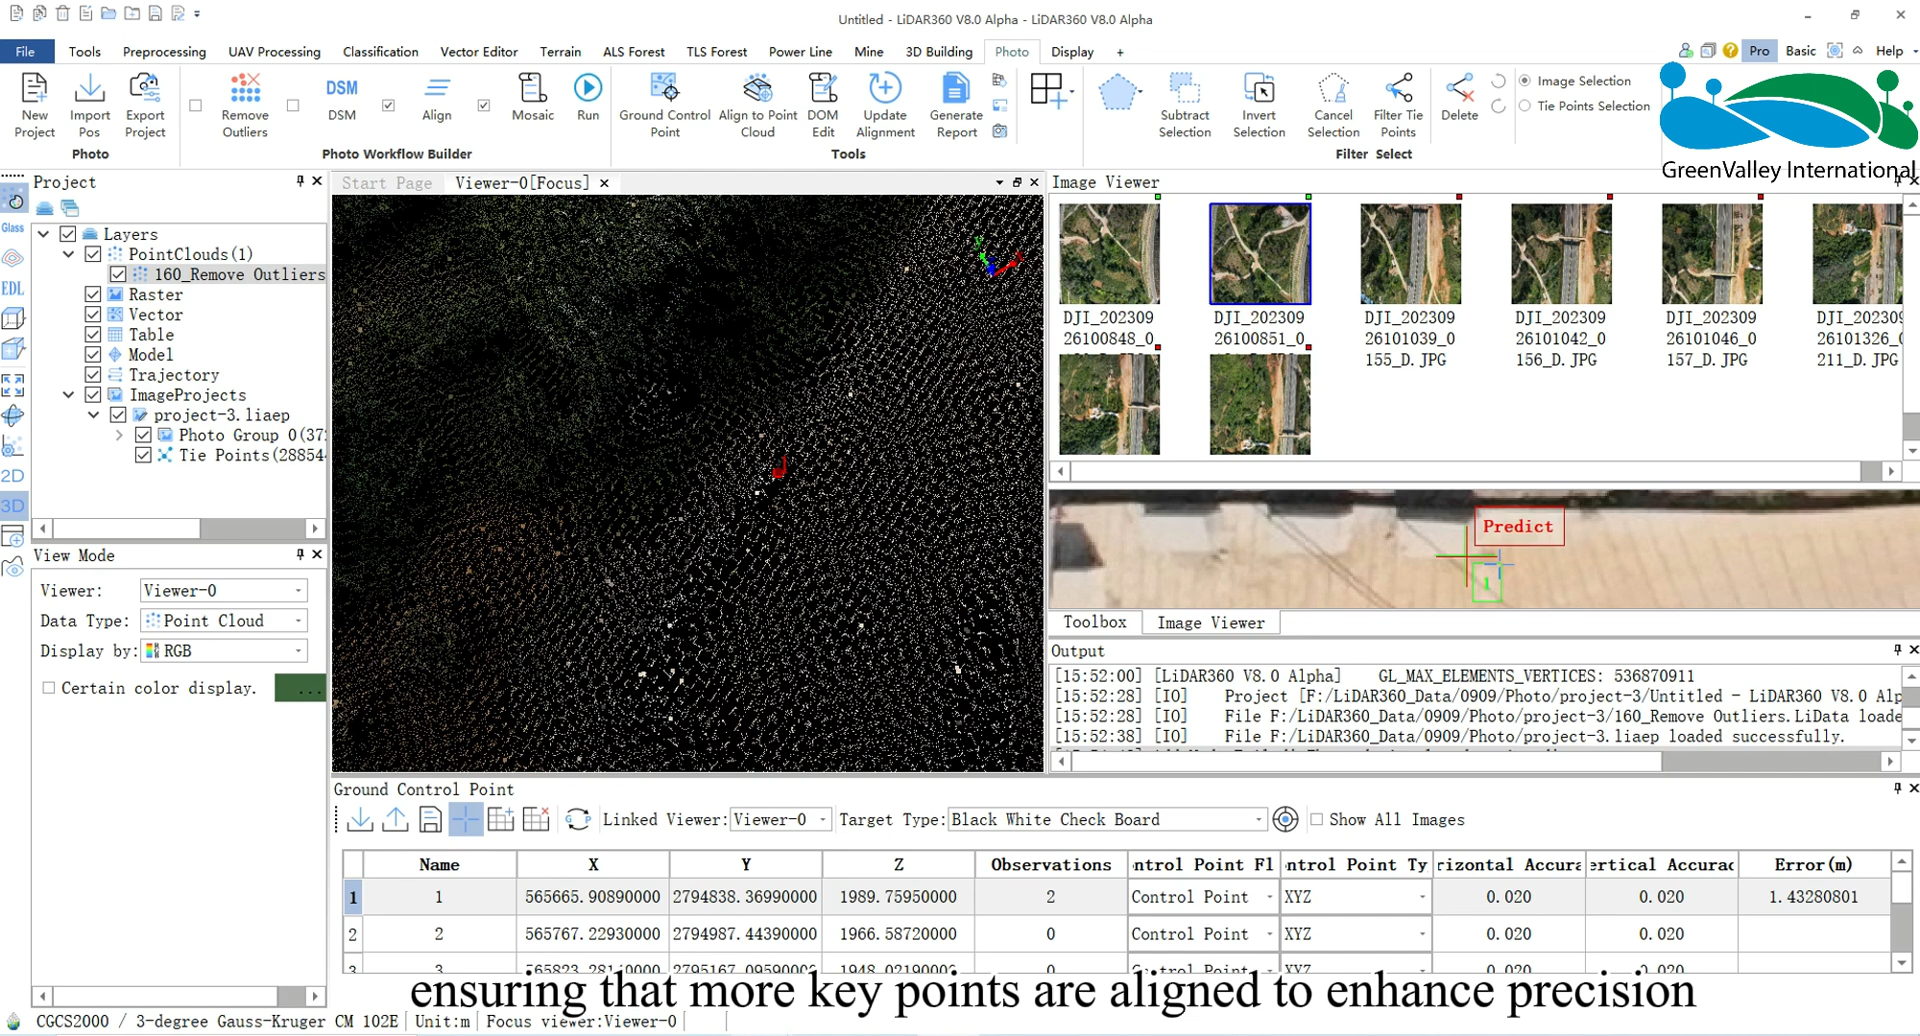 Untitled - LiDAR360 V8.0 Alpha - LiDAR360 V8.0 Alpha
File Tools Preprocessing UAV Processing Classification Vector Editor Terrain ALS Forest TLS Forest Power Line Mine 3D Building Photo Display + Pro Basic Help
New Project
Import Pos
Export Project
Photo
Remove Outliers
DSM
DSM
Align
Mosaic
Run
Photo Workflow Builder
Ground Control Point
Align to Point Cloud
DOM Edit
Update Alignment
Generate Report
Tools
Subtract Selection
Invert Selection
Cancel Selection
Filter Tie Points
Delete
Image Selection
Tie Points Selection
Filter Select
GreenValley International
Project
Glass
EDL
2D
3D
Layers
PointClouds(1)
160_Remove Outliers
Raster
Vector
Table
Model
Trajectory
ImageProjects
project-3.liaep
Photo Group 0(37
Tie Points(28854
View Mode
Viewer: Viewer-0
Data Type: Point Cloud
Display by: RGB
Certain color display. ...
Start Page Viewer-0[Focus]
Image Viewer
DJI_202309
26100848_0
DJI_202309
26100851_0
DJI_202309
26101039_0
155_D.JPG
DJI_202309
26101042_0
156_D.JPG
DJI_202309
26101046_0
157_D.JPG
DJI_20230
26101326_
211_D.JPG
Predict
1
Toolbox Image Viewer
Output
[15:52:00] [LiDAR360 V8.0 Alpha] GL_MAX_ELEMENTS_VERTICES: 536870911
[15:52:28] [IO] Project [F:/LiDAR360_Data/0909/Photo/project-3/Untitled - LiDAR360 V8.0 Alp
[15:52:28] [IO] File F:/LiDAR360_Data/0909/Photo/project-3/160_Remove Outliers.LiData loade
[15:52:38] [IO] File F:/LiDAR360_Data/0909/Photo/project-3.liaep loaded successfully.
Ground Control Point
Linked Viewer: Viewer-0 Target Type: Black White Check Board Show All Images
Name X Y Z Observations ntrol Point Fl ntrol Point Ty rizontal Accura ertical Accurac Error(m)
1 1 565665.90890000 2794838.36990000 1989.75950000 2 Control Point XYZ 0.020 0.020 1.43280801
2 2 565767.22930000 2794987.44390000 1966.58720000 0 Control Point XYZ 0.020 0.020
ensuring that more key points are aligned to enhance precision
CGCS2000 / 3-degree Gauss-Kruger CM 102E Unit:m Focus viewer:Viewer-0